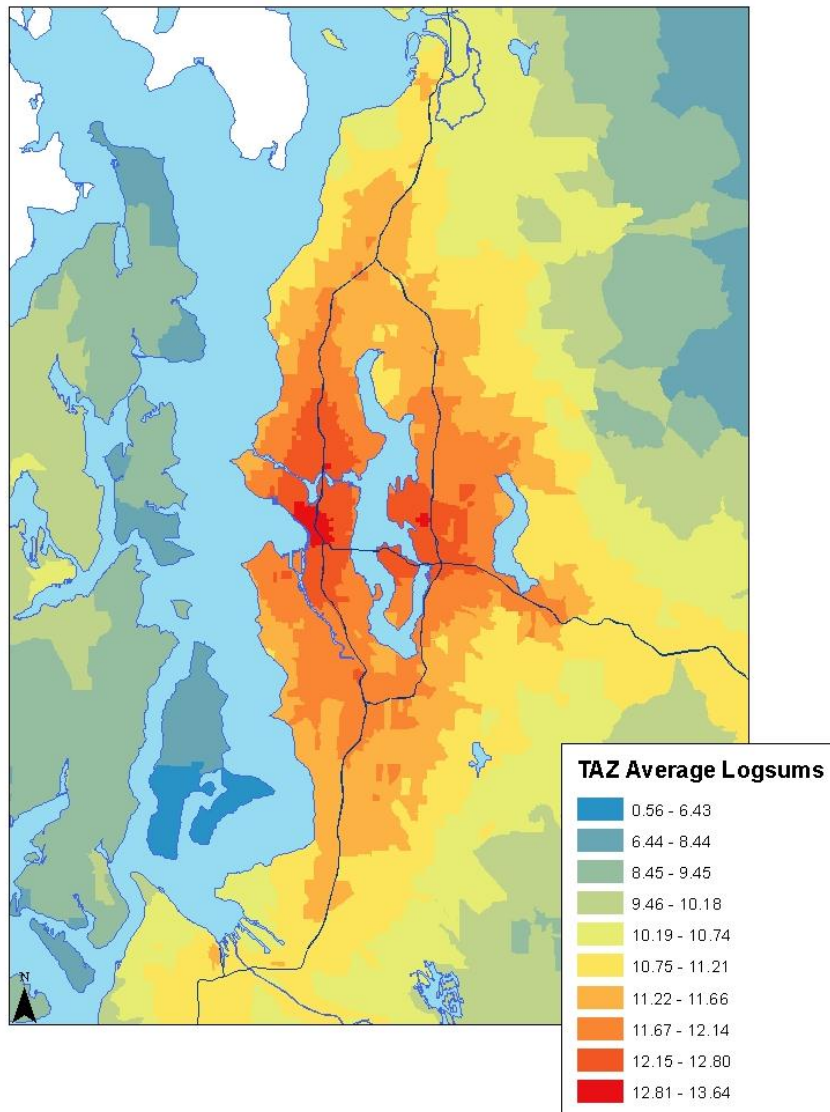 N
TAZ Average Logsums
0.56 - 6.43
6.44 - 8.44
8.45 - 9.45
9.46 - 10.18
10.19 - 10.74
10.75 - 11.21
11.22 - 11.66
11.67 - 12.14
12.15 - 12.80
12.81 - 13.64